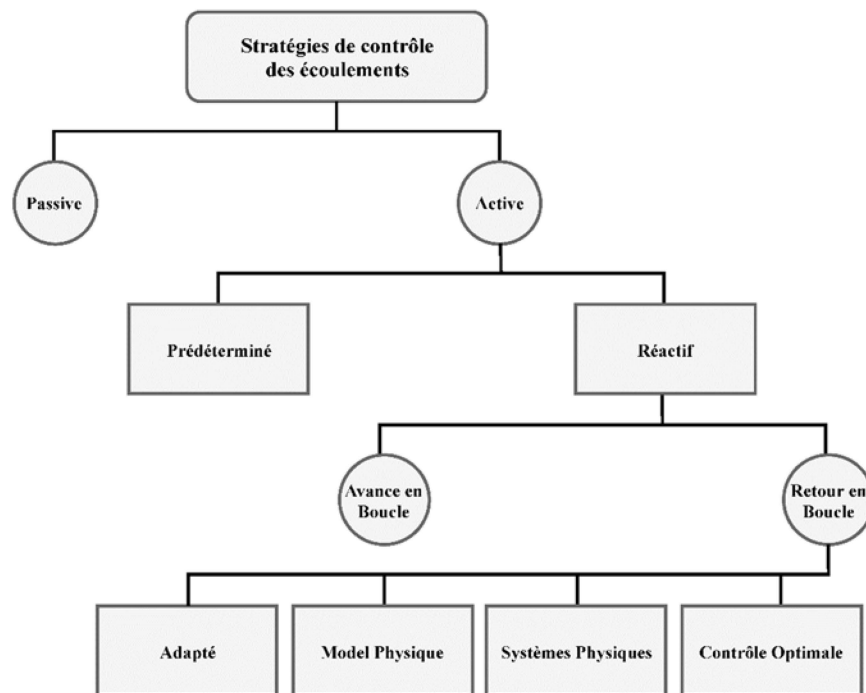 Stratégies de contrôle
des écoulements
Passive
Active
Prédéterminé
Réactif
Avance en
Boucle
Retour en
Boucle
Adapté
Model Physique
Systèmes Physiques
Contrôle Optimale